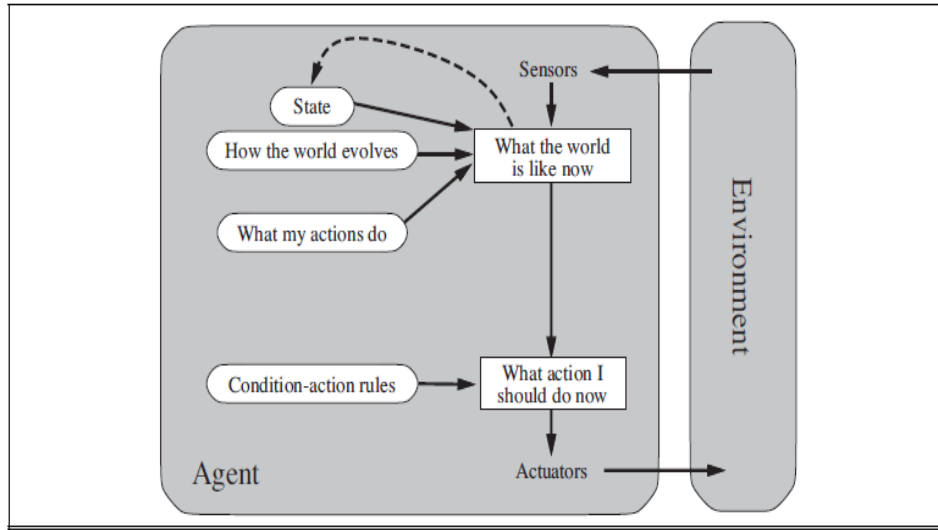 Sensors
State
How the world evolves
What the world
is like now
What my actions do
Environment
Condition-action rules
What action I
should do now
Agent
Actuators